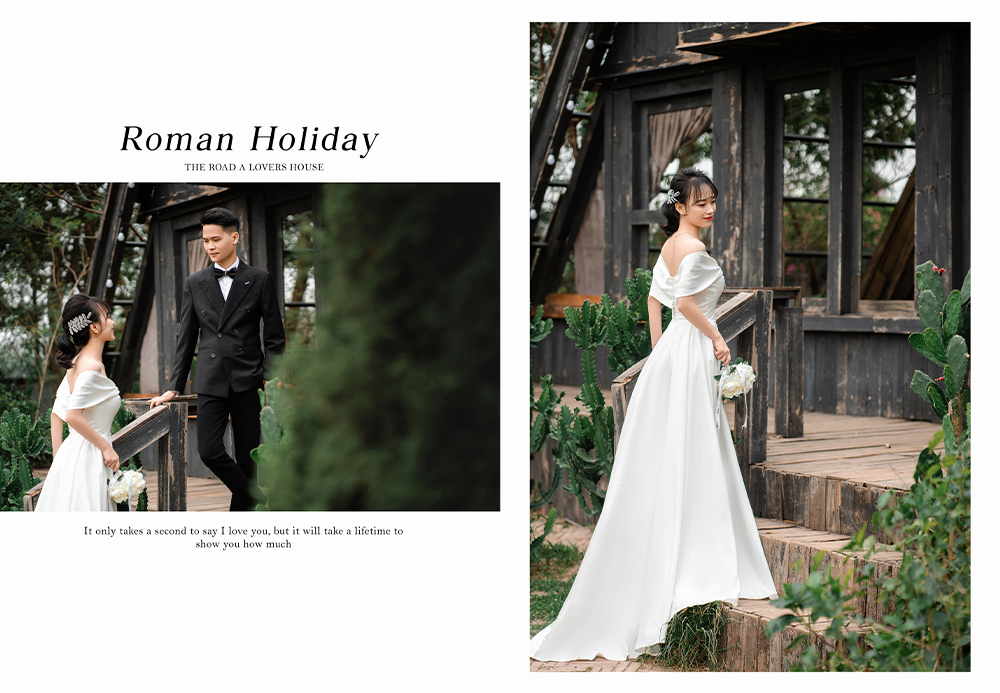 Roman Holiday
THE ROAD A LOVERS HOUSE
It only takes a second to say I love you, but it will take a lifetime to
show you how much